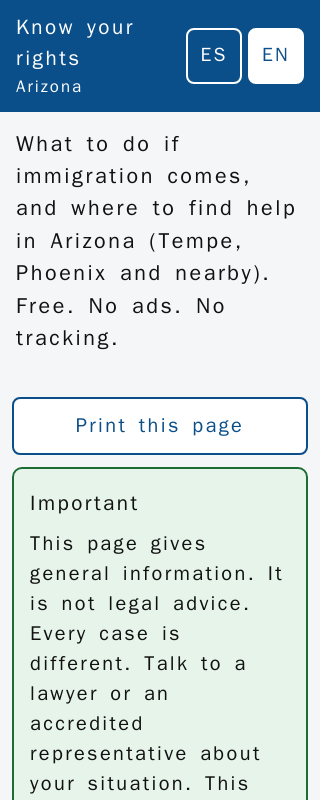 Know your
rights
Arizona
ES
EN
What to do if
immigration comes,
and where to find help
in Arizona (Tempe,
Phoenix and nearby).
Free. No ads. No
tracking.
Print this page
Important
This page gives
general information. It
is not legal advice.
Every case is
different. Talk to a
lawyer or an
accredited
representative about
your situation. This